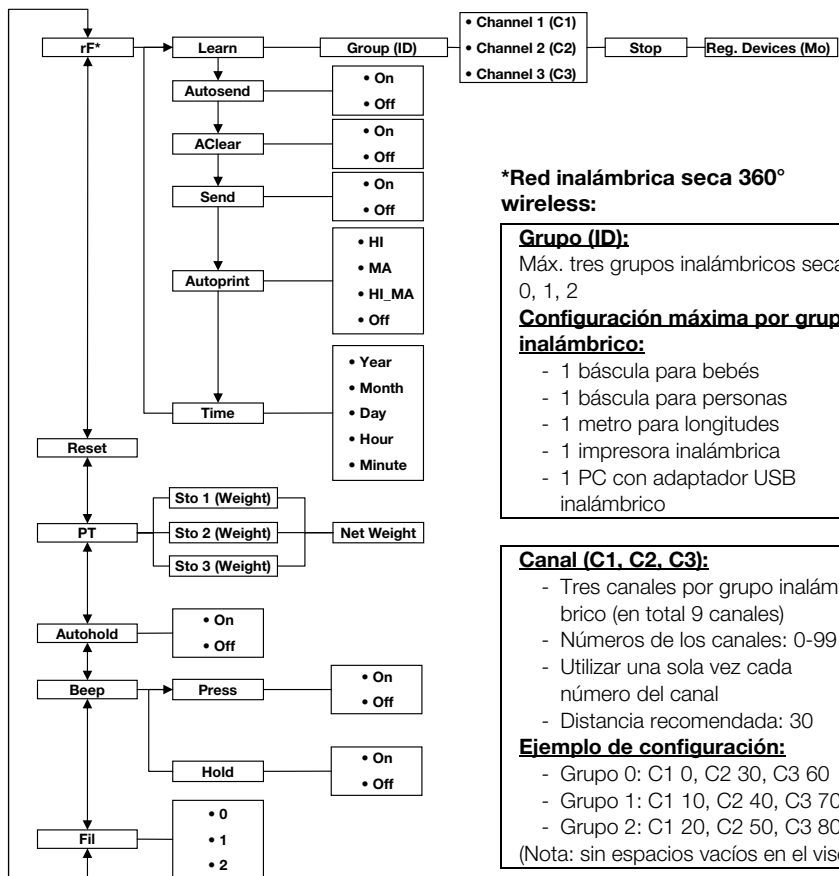 rF*
Learn
Group (ID)
• Channel 1 (C1)
• Channel 2 (C2)
• Channel 3 (C3)
Stop
Reg. Devices (Mo)
Autosend
• On
• Off
AClear
• On
• Off
Send
• On
• Off
Autoprint
• HI
• MA
• HI_MA
• Off
Time
• Year
• Month
• Day
• Hour
• Minute
Reset
PT
Sto 1 (Weight)
Sto 2 (Weight)
Sto 3 (Weight)
Net Weight
Autohold
• On
• Off
Beep
Press
• On
• Off
Hold
• On
• Off
Fil
• 0
• 1
• 2
*Red inalámbrica seca 360°
wireless:
Grupo (ID):
Máx. tres grupos inalámbricos seca
0, 1, 2
Configuración máxima por grup
inalámbrico:
- 1 báscula para bebés
- 1 báscula para personas
- 1 metro para longitudes
- 1 impresora inalámbrica
- 1 PC con adaptador USB
inalámbrico
Canal (C1, C2, C3):
- Tres canales por grupo inalám
brico (en total 9 canales)
- Números de los canales: 0-99
- Utilizar una sola vez cada
número del canal
- Distancia recomendada: 30
Ejemplo de configuración:
- Grupo 0: C1 0, C2 30, C3 60
- Grupo 1: C1 10, C2 40, C3 70
- Grupo 2: C1 20, C2 50, C3 80
(Nota: sin espacios vacíos en el vis